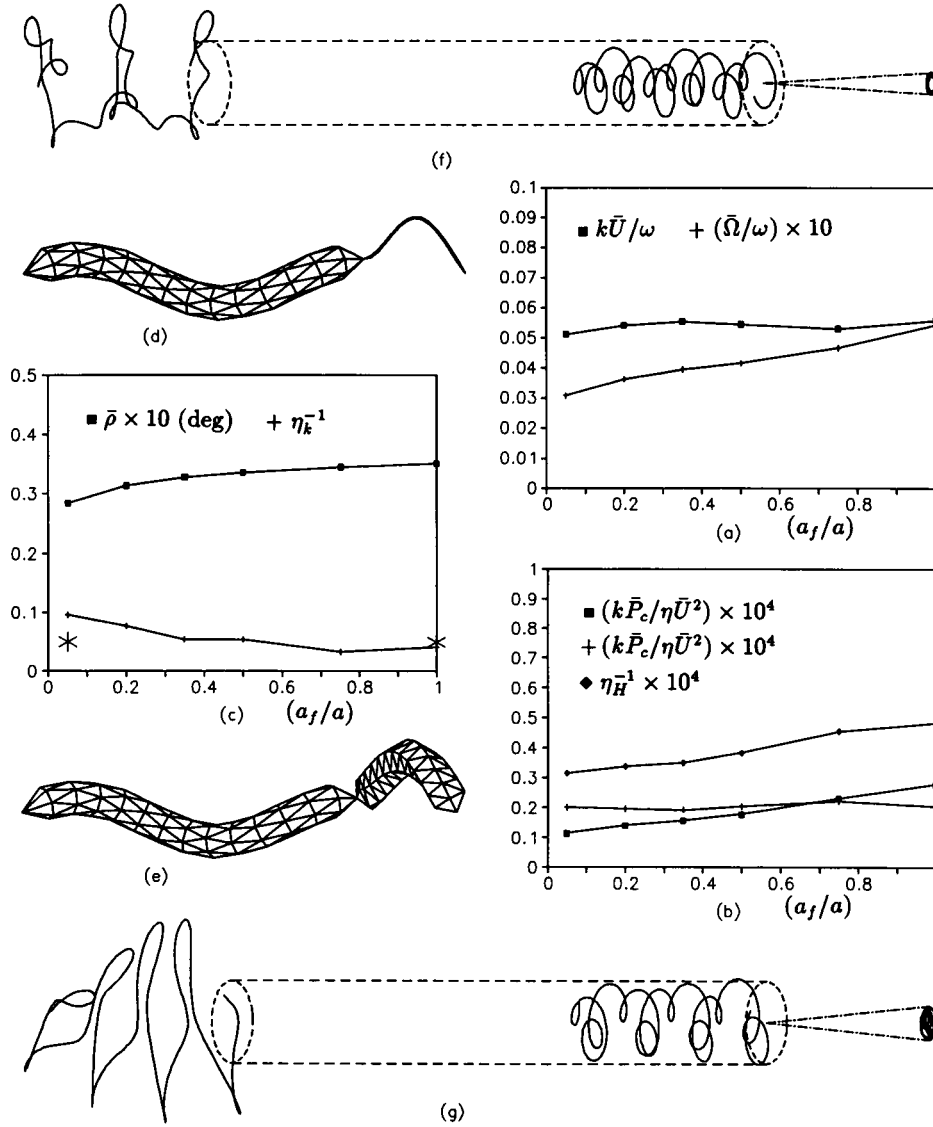 (f)
(d)
0.1
0.09
0.08
0.07
0.06
0.05
0.04
0.03
0.02
0.01
0
■ kŪ/ω + (Ω̄/ω) × 10
0 0.2 0.4 0.6 0.8
(a) (a_f/a)
0.5
0.4
0.3
0.2
0.1
0
■ ρ̄ × 10 (deg) + η_k^{-1}
0 0.2 0.4 0.6 0.8 1
(c) (a_f/a)
(e)
1
0.9
0.8
0.7
0.6
0.5
0.4
0.3
0.2
0.1
0
■ (kP̄_c/ηŪ²) × 10⁴
+ (kP̄_c/ηŪ²) × 10⁴
◆ η_H^{-1} × 10⁴
0 0.2 0.4 0.6 0.8
(b) (a_f/a)
(g)